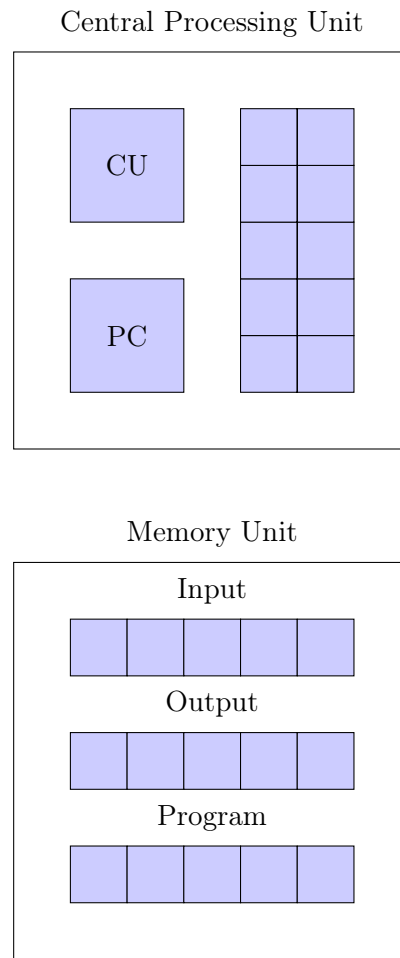 Central Processing Unit
CU
PC
Memory Unit
Input
Output
Program